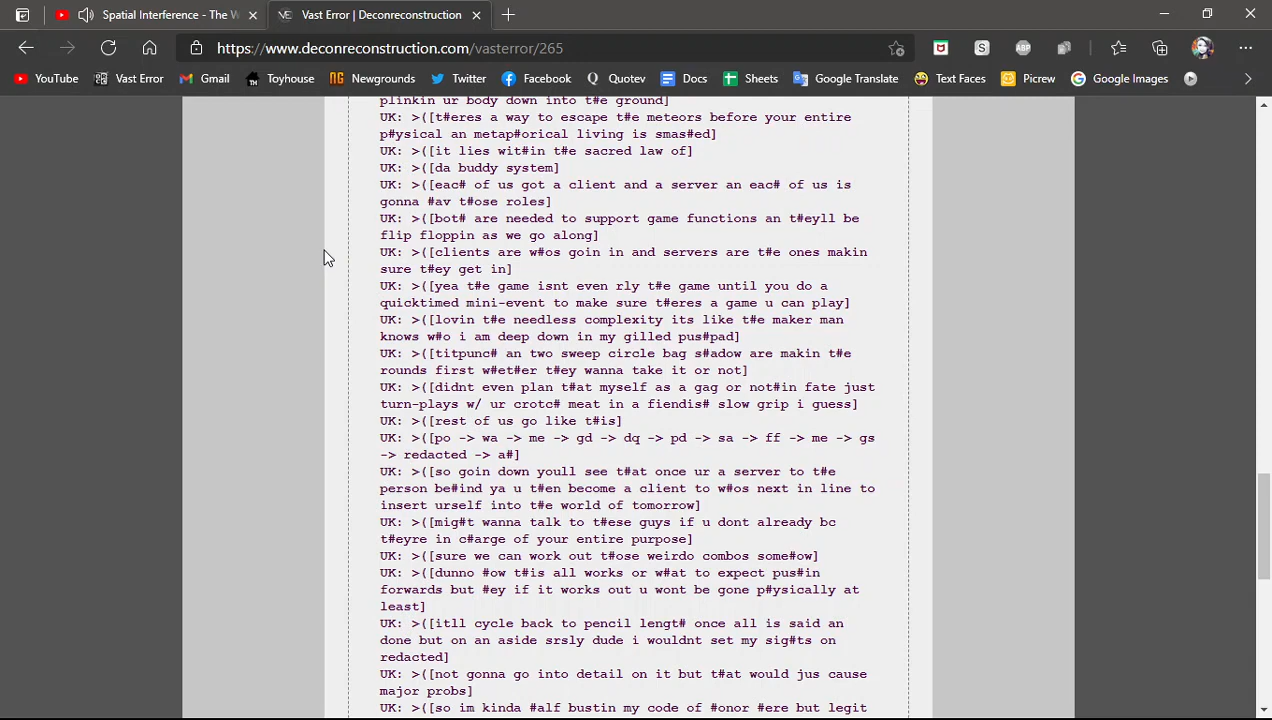 Spatial Interference - The W
Vast Error | Deconreconstruction
https://www.deconreconstruction.com/vasterror/265
YouTube
Vast Error
Gmail
Toyhouse
Newgrounds
Twitter
Facebook
Quotev
Docs
Sheets
Google Translate
Text Faces
Picrew
Google Images
plinkin ur body down into t#e ground]
UK: >([t#eres a way to escape t#e meteors before your entire
p#ysical an metap#orical living is smas#ed]
UK: >([it lies wit#in t#e sacred law of]
UK: >([da buddy system]
UK: >([eac# of us got a client and a server an eac# of us is
gonna #av t#ose roles]
UK: >([bot# are needed to support game functions an t#eyll be
flip floppin as we go along]
UK: >([clients are w#os goin in and servers are t#e ones makin
sure t#ey get in]
UK: >([yea t#e game isnt even rly t#e game until you do a
quicktimed mini-event to make sure t#eres a game u can play]
UK: >([lovin t#e needless complexity its like t#e maker man
knows w#o i am deep down in my gilled pus#pad]
UK: >([titpunc# an two sweep circle bag s#adow are makin t#e
rounds first w#et#er t#ey wanna take it or not]
UK: >([didnt even plan t#at myself as a gag or not#in fate just
turn-plays w/ ur crotc# meat in a fiendis# slow grip i guess]
UK: >([rest of us go like t#is]
UK: >([po -> wa -> me -> gd -> dq -> pd -> sa -> ff -> me -> gs
-> redacted -> a#]
UK: >([so goin down youll see t#at once ur a server to t#e
person be#ind ya u t#en become a client to w#os next in line to
insert urself into t#e world of tomorrow]
UK: >([mig#t wanna talk to t#ese guys if u dont already bc
t#eyre in c#arge of your entire purpose]
UK: >([sure we can work out t#ose weirdo combos some#ow]
UK: >([dunno #ow t#is all works or w#at to expect pus#in
forwards but #ey if it works out u wont be gone p#ysically at
least]
UK: >([itll cycle back to pencil lengt# once all is said an
done but on an aside srsly dude i wouldnt set my sig#ts on
redacted]
UK: >([not gonna go into detail on it but t#at would jus cause
major probs]
UK: >([so im kinda #alf bustin my code of #onor #ere but legit